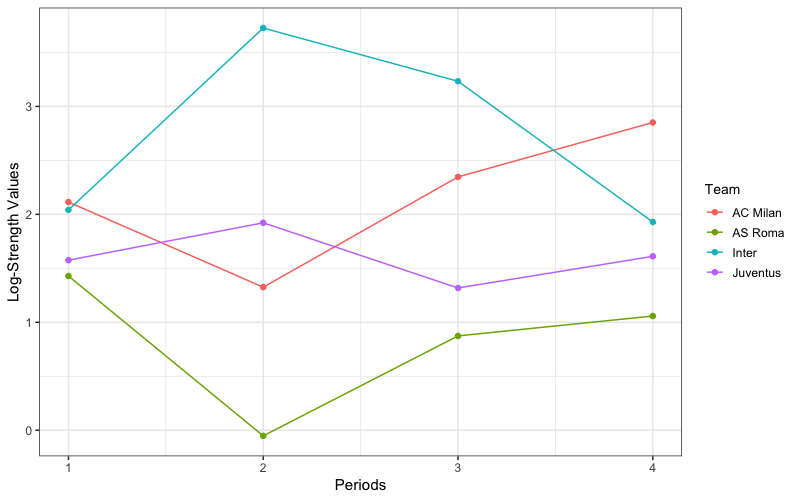 Log-Strength Values
3
2
1
0
1 2 3 4
Periods
Team
AC Milan
AS Roma
Inter
Juventus